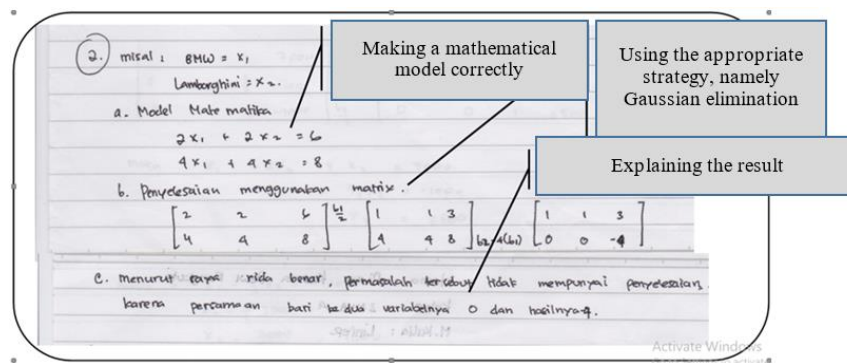 2. misal : BMW = x₁
Lamborghini = x₂.
a. Model Matematika
2x₁ + 2x₂ = 6
4x₁ + 4x₂ = 8
b. Penyelesaian menggunakan matrix.
[2 2 6] b1/2 [1 1 3] [1 1 3]
[4 4 8] [4 4 8] b2-4(b1) [0 0 -4]
c. menurut saya rida benar, permasalah tersebut tidak mempunyai penyelesaian.
karena persamaan bari ke dua variabelnya 0 dan hasilnya-4.
Making a mathematical
model correctly
Using the appropriate
strategy, namely
Gaussian elimination
Explaining the result
Activate Windows